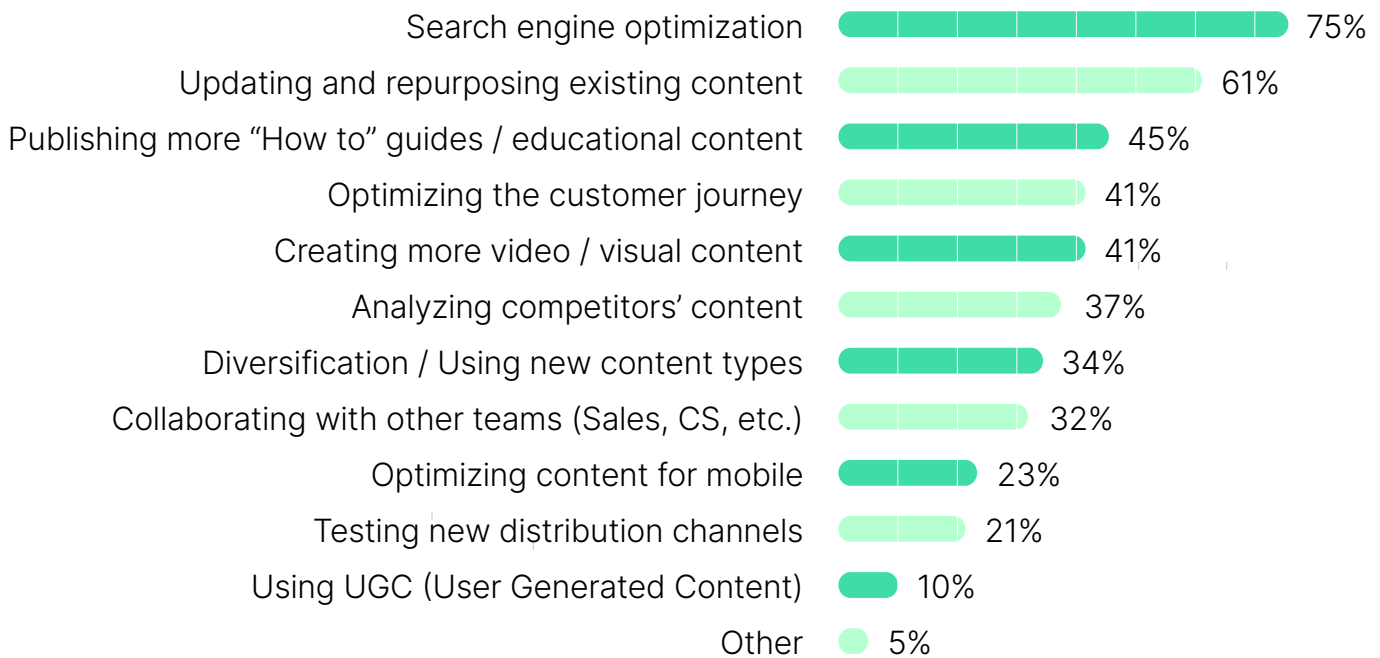 Search engine optimization 75%
Updating and repurposing existing content 61%
Publishing more “How to” guides / educational content 45%
Optimizing the customer journey 41%
Creating more video / visual content 41%
Analyzing competitors’ content 37%
Diversification / Using new content types 34%
Collaborating with other teams (Sales, CS, etc.) 32%
Optimizing content for mobile 23%
Testing new distribution channels 21%
Using UGC (User Generated Content) 10%
Other 5%